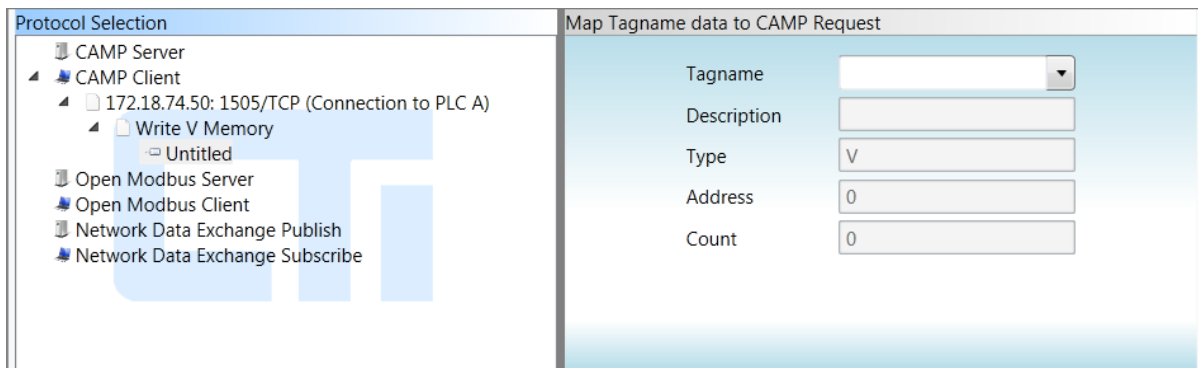 Protocol Selection
CAMP Server
CAMP Client
172.18.74.50: 1505/TCP (Connection to PLC A)
Write V Memory
Untitled
Open Modbus Server
Open Modbus Client
Network Data Exchange Publish
Network Data Exchange Subscribe
CTi
Map Tagname data to CAMP Request
Tagname
Description
Type V
Address 0
Count 0